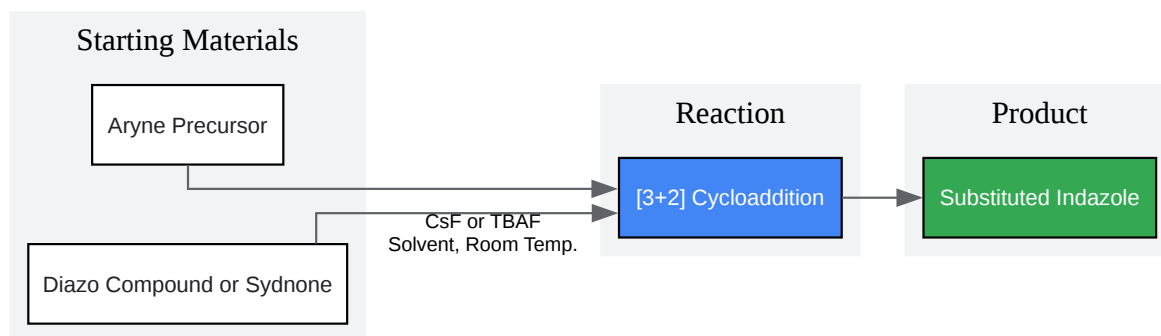 Starting Materials
Aryne Precursor
Diazo Compound or Sydnone
CsF or TBAF
Solvent, Room Temp.
Reaction
[3+2] Cycloaddition
Product
Substituted Indazole